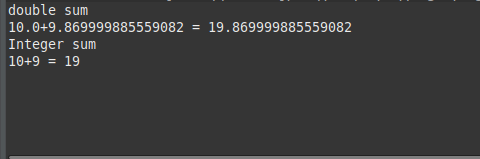 double sum
10.0+9.869999885559082 = 19.869999885559082
Integer sum
10+9 = 19